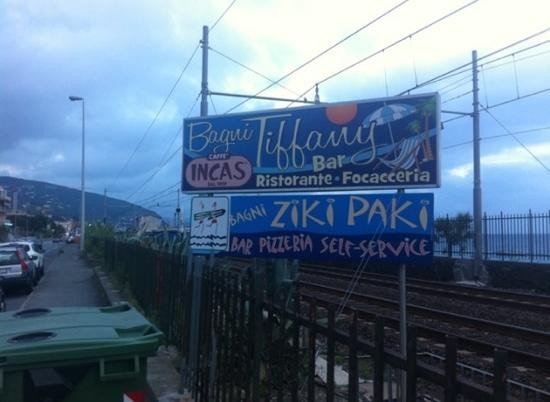 Bagni Tiffany
CAFFÈ
INCAS
Bar
Ristorante • Focacceria
BAGNI ZIKI PAKI
BAR PIZZERIA SELF-SERVICE